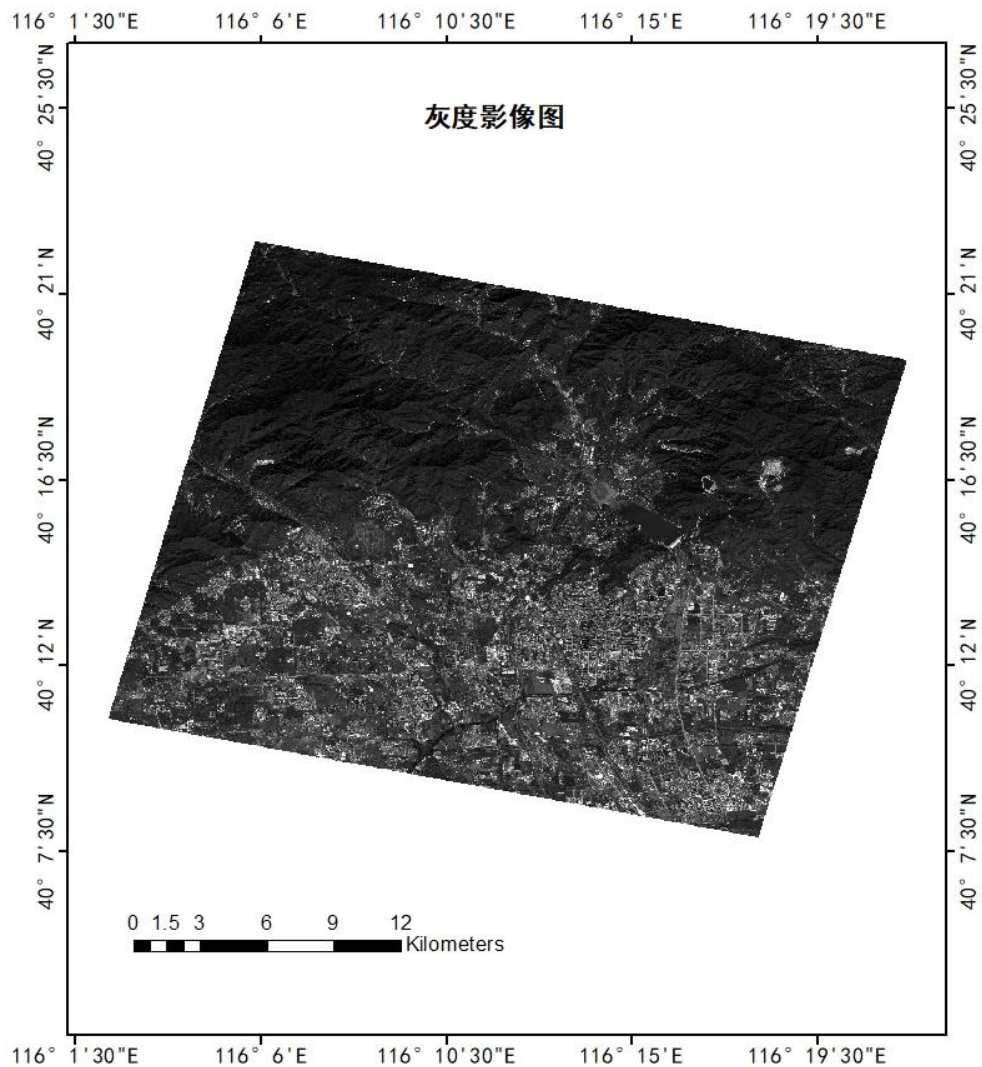 116° 1'30"E 116° 6'E 116° 10'30"E 116° 15'E 116° 19'30"E
灰度影像图
40° 25'30"N 40° 25'30"N
40° 21'N 40° 21'N
40° 16'30"N 40° 16'30"N
40° 12'N 40° 12'N
40° 7'30"N 40° 7'30"N
0 1.5 3 6 9 12
Kilometers
116° 1'30"E 116° 6'E 116° 10'30"E 116° 15'E 116° 19'30"E